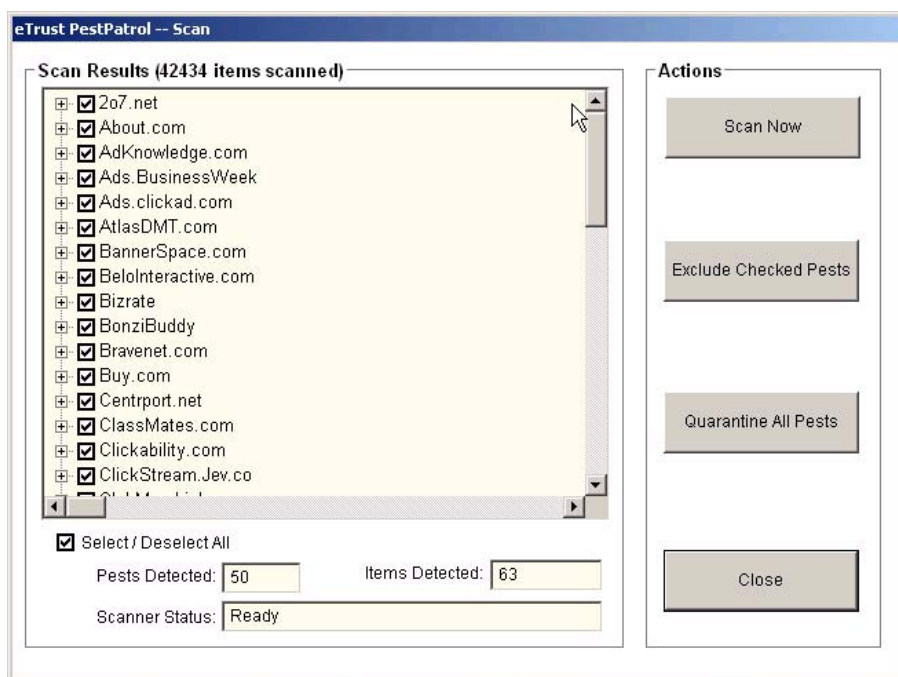 eTrust PestPatrol -- Scan
Scan Results (42434 items scanned)
2o7.net
About.com
AdKnowledge.com
Ads.BusinessWeek
Ads.clickad.com
AtlasDMT.com
BannerSpace.com
BeloInteractive.com
Bizrate
BonziBuddy
Bravenet.com
Buy.com
Centrport.net
ClassMates.com
Clickability.com
ClickStream.Jev.co
Select / Deselect All
Pests Detected: 50
Items Detected: 63
Scanner Status: Ready
Actions
Scan Now
Exclude Checked Pests
Quarantine All Pests
Close